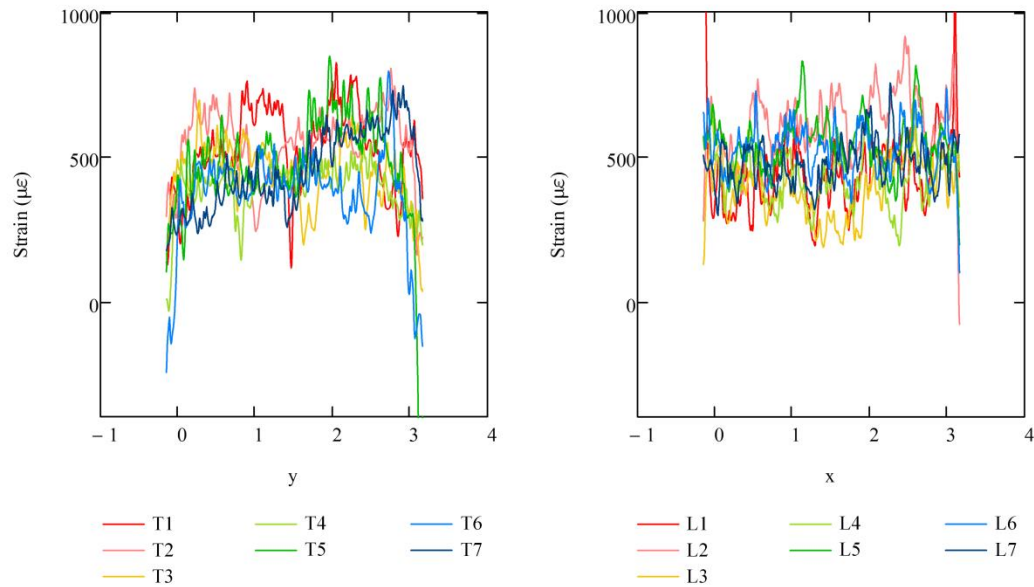 1000
500
0
Strain (µε)
– 1 0 1 2 3 4
y
T1 T4 T6
T2 T5 T7
T3
1000
500
0
Strain (µε)
– 1 0 1 2 3 4
x
L1 L4 L6
L2 L5 L7
L3